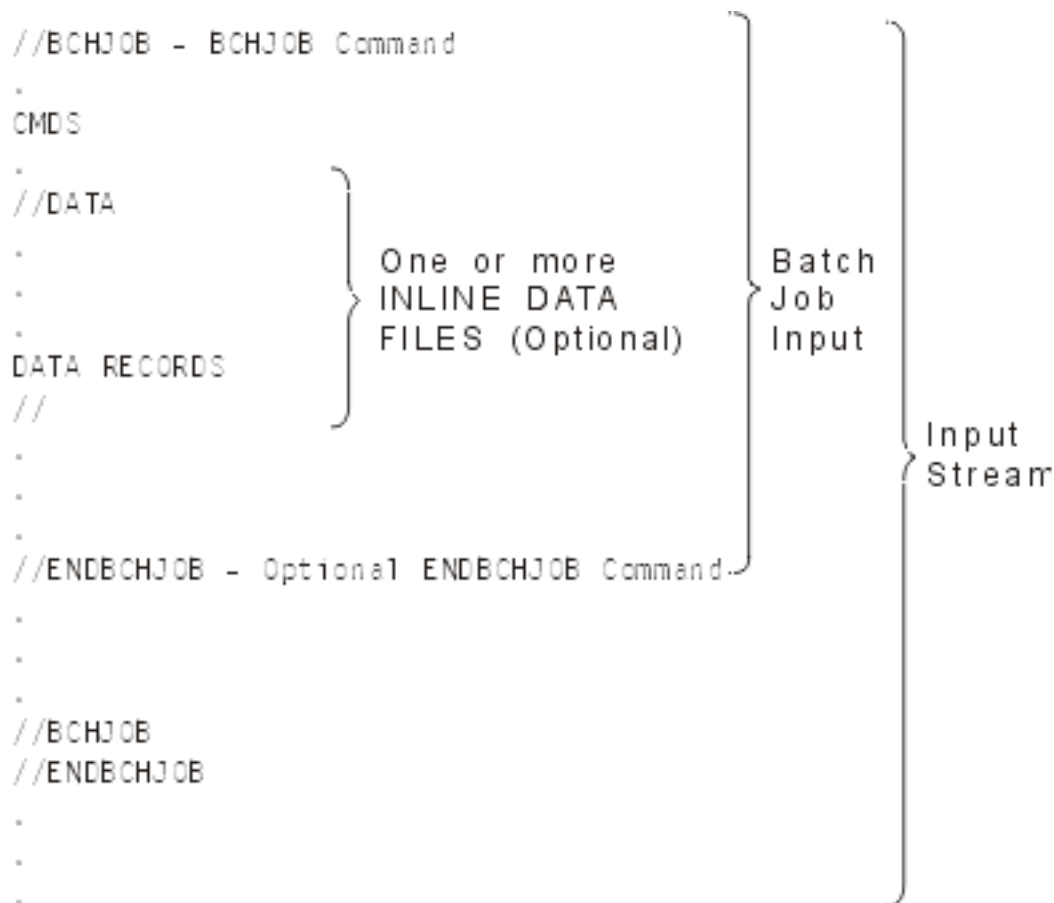 //BCHJOB - BCHJOB Command
.
CMDS
.
//DATA
.
.
.
DATA RECORDS
//
.
.
.
//ENDBCHJOB - Optional ENDBCHJOB Command
.
.
.
//BCHJOB
//ENDBCHJOB
.
.
.
One or more
INLINE DATA
FILES (Optional)
Batch
Job
Input
Input
Stream